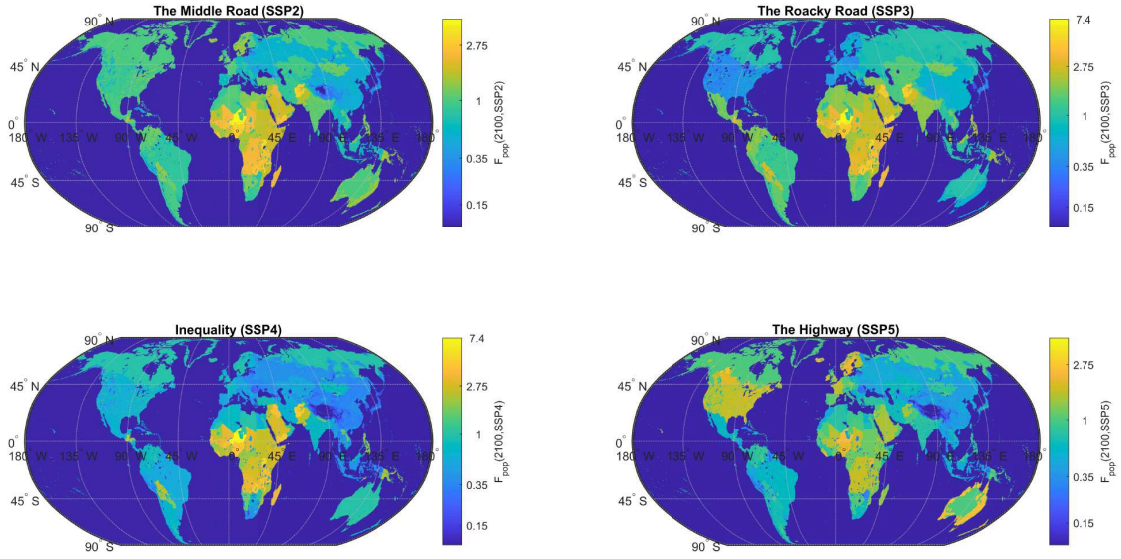 The Middle Road (SSP2)
90° N
45° N
0°
180° W 135° W 90° W 45° W 0° E 45° E 90° E 135° E 180° E
45° S
90° S
2.75
1
0.35
0.15
F_pop(2100,SSP2)
The Roacky Road (SSP3)
90° N
45° N
0°
180° W 135° W 90° W 45° W 0° E 45° E 90° E 135° E 180° E
45° S
90° S
7.4
2.75
1
0.35
0.15
F_pop(2100,SSP3)
Inequality (SSP4)
90° N
45° N
0°
180° W 135° W 90° W 45° W 0° E 45° E 90° E 135° E 180° E
45° S
90° S
7.4
2.75
1
0.35
0.15
F_pop(2100,SSP4)
The Highway (SSP5)
90° N
45° N
0°
180° W 135° W 90° W 45° W 0° E 45° E 90° E 135° E 180° E
45° S
90° S
2.75
1
0.35
0.15
F_pop(2100,SSP5)